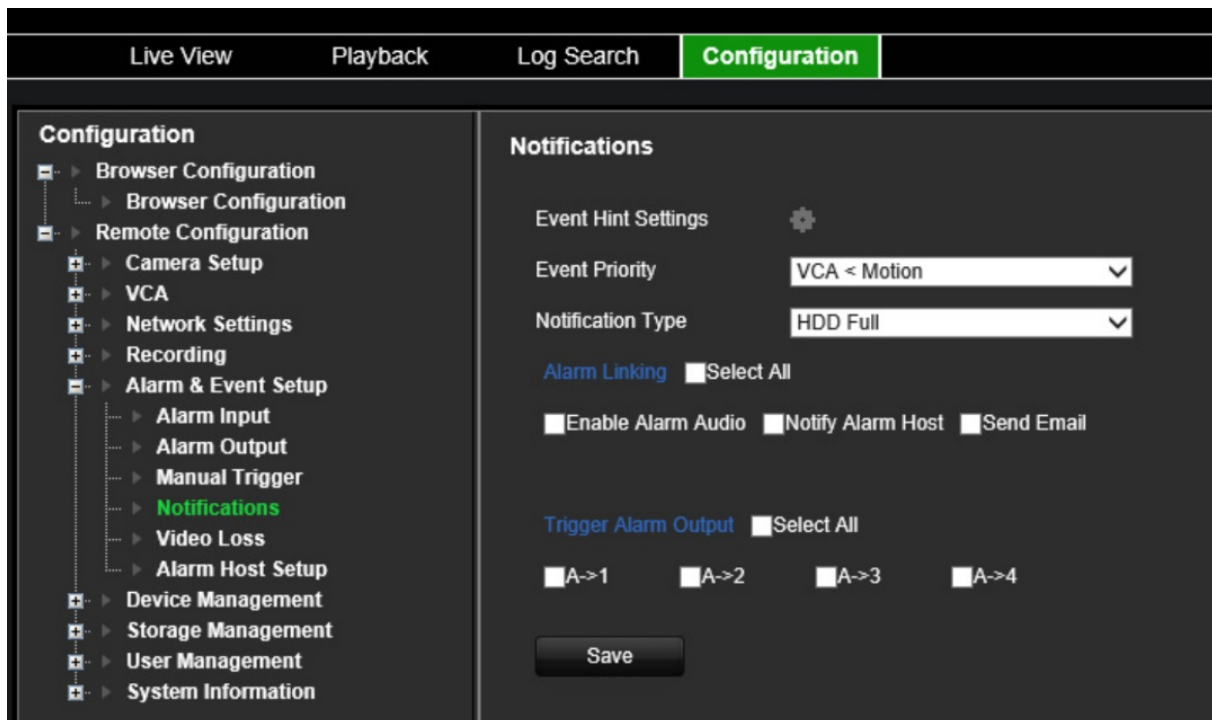 Live View Playback Log Search Configuration
Configuration
Browser Configuration
Browser Configuration
Remote Configuration
Camera Setup
VCA
Network Settings
Recording
Alarm & Event Setup
Alarm Input
Alarm Output
Manual Trigger
Notifications
Video Loss
Alarm Host Setup
Device Management
Storage Management
User Management
System Information
Notifications
Event Hint Settings
Event Priority VCA < Motion
Notification Type HDD Full
Alarm Linking Select All
Enable Alarm Audio Notify Alarm Host Send Email
Trigger Alarm Output Select All
A->1 A->2 A->3 A->4
Save